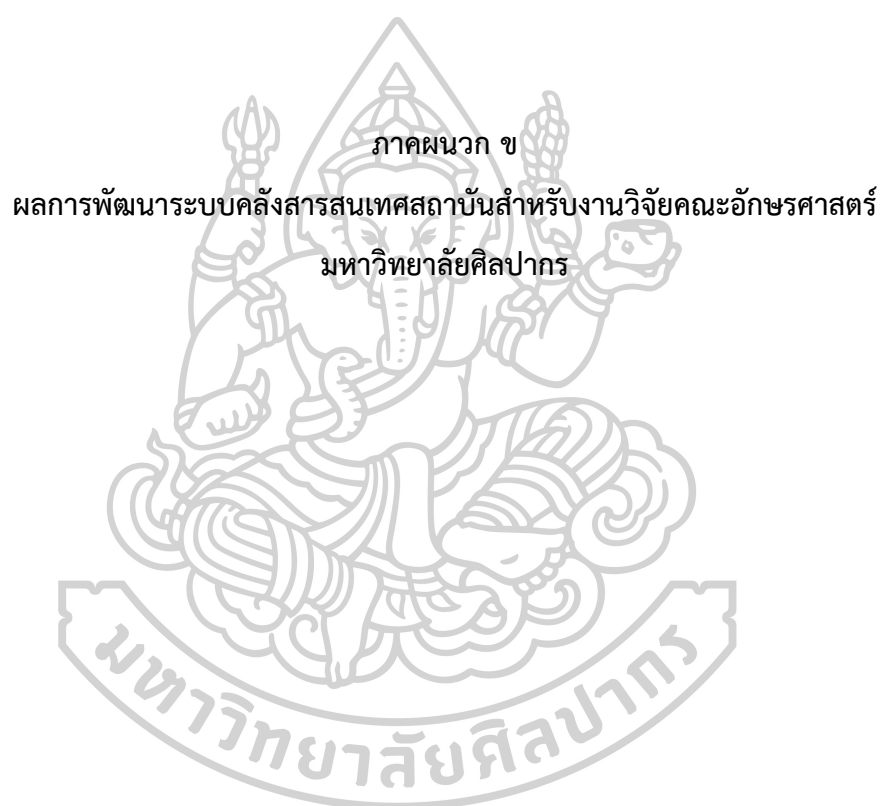 ภาคผนวก ข
ผลการพัฒนาระบบคลังสารสนเทศสถาบันสำหรับงานวิจัยคณะอักษรศาสตร์
มหาวิทยาลัยศิลปากร
มหาวิทยาลัยศิลปากร